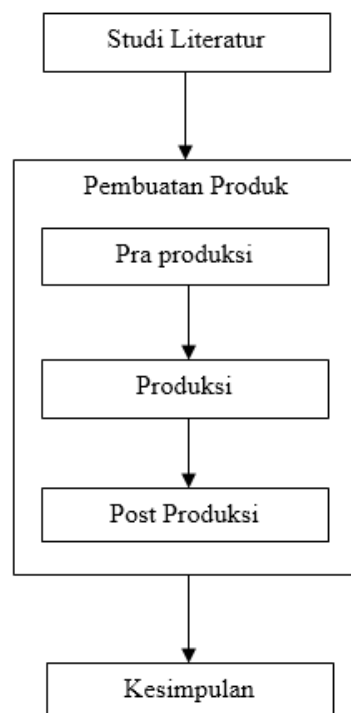 Studi Literatur
Pembuatan Produk
Pra produksi
Produksi
Post Produksi
Kesimpulan